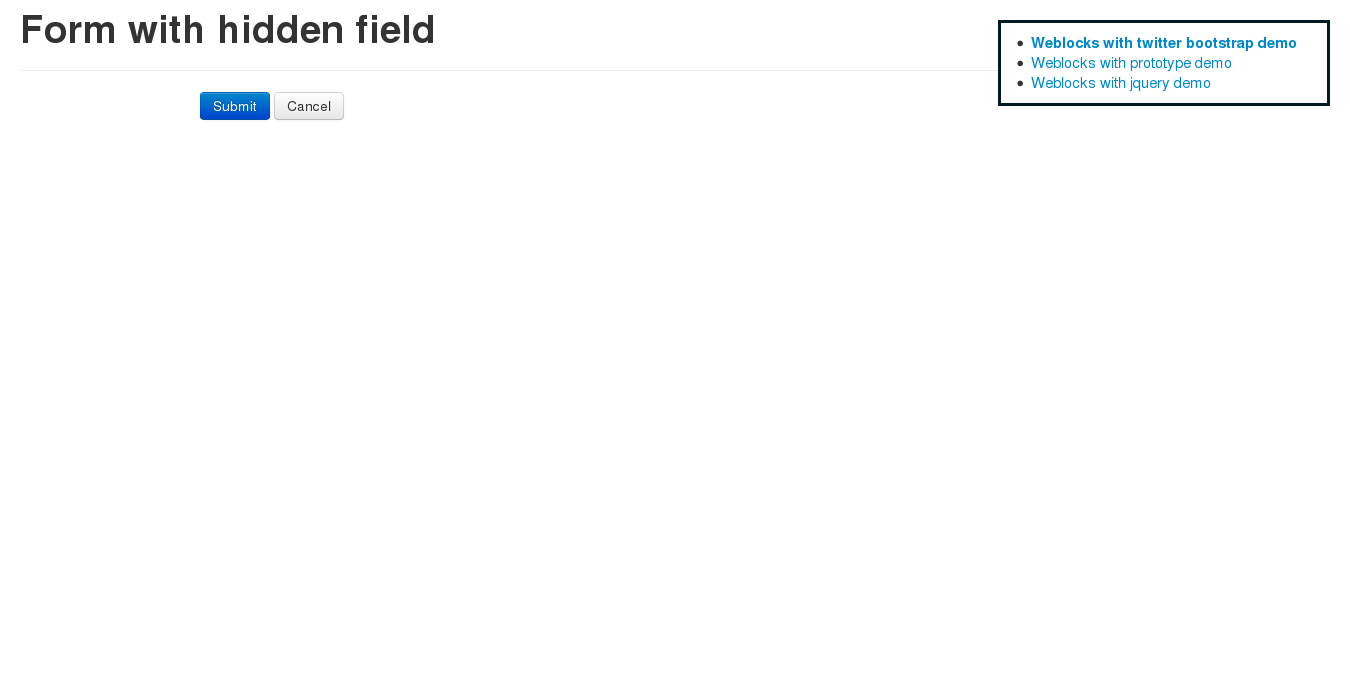 Form with hidden field
Weblocks with twitter bootstrap demo
Weblocks with prototype demo
Weblocks with jquery demo
Submit Cancel